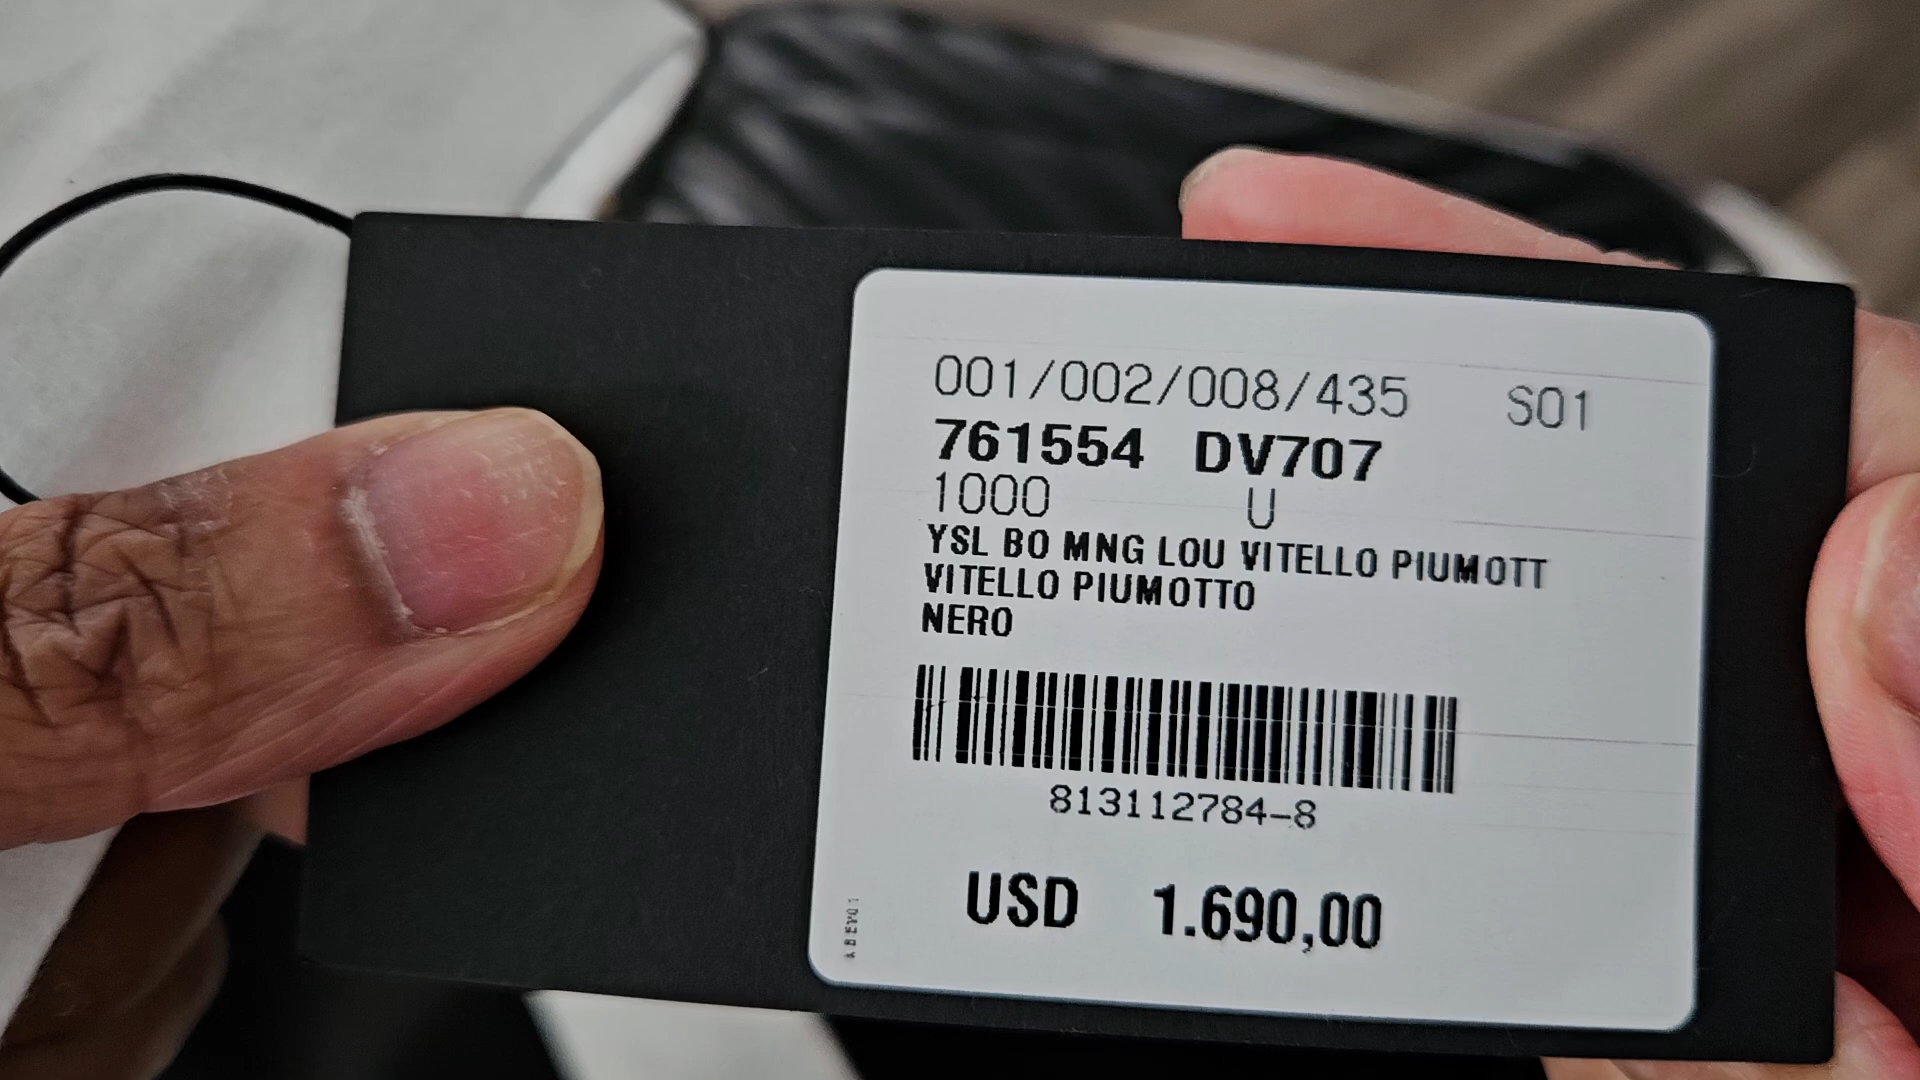 001/002/008/435 S01
761554 DV707
1000 U
YSL BO MNG LOU VITELLO PIUMOTT
VITELLO PIUMOTTO
NERO
813112784-8
USD 1.690,00